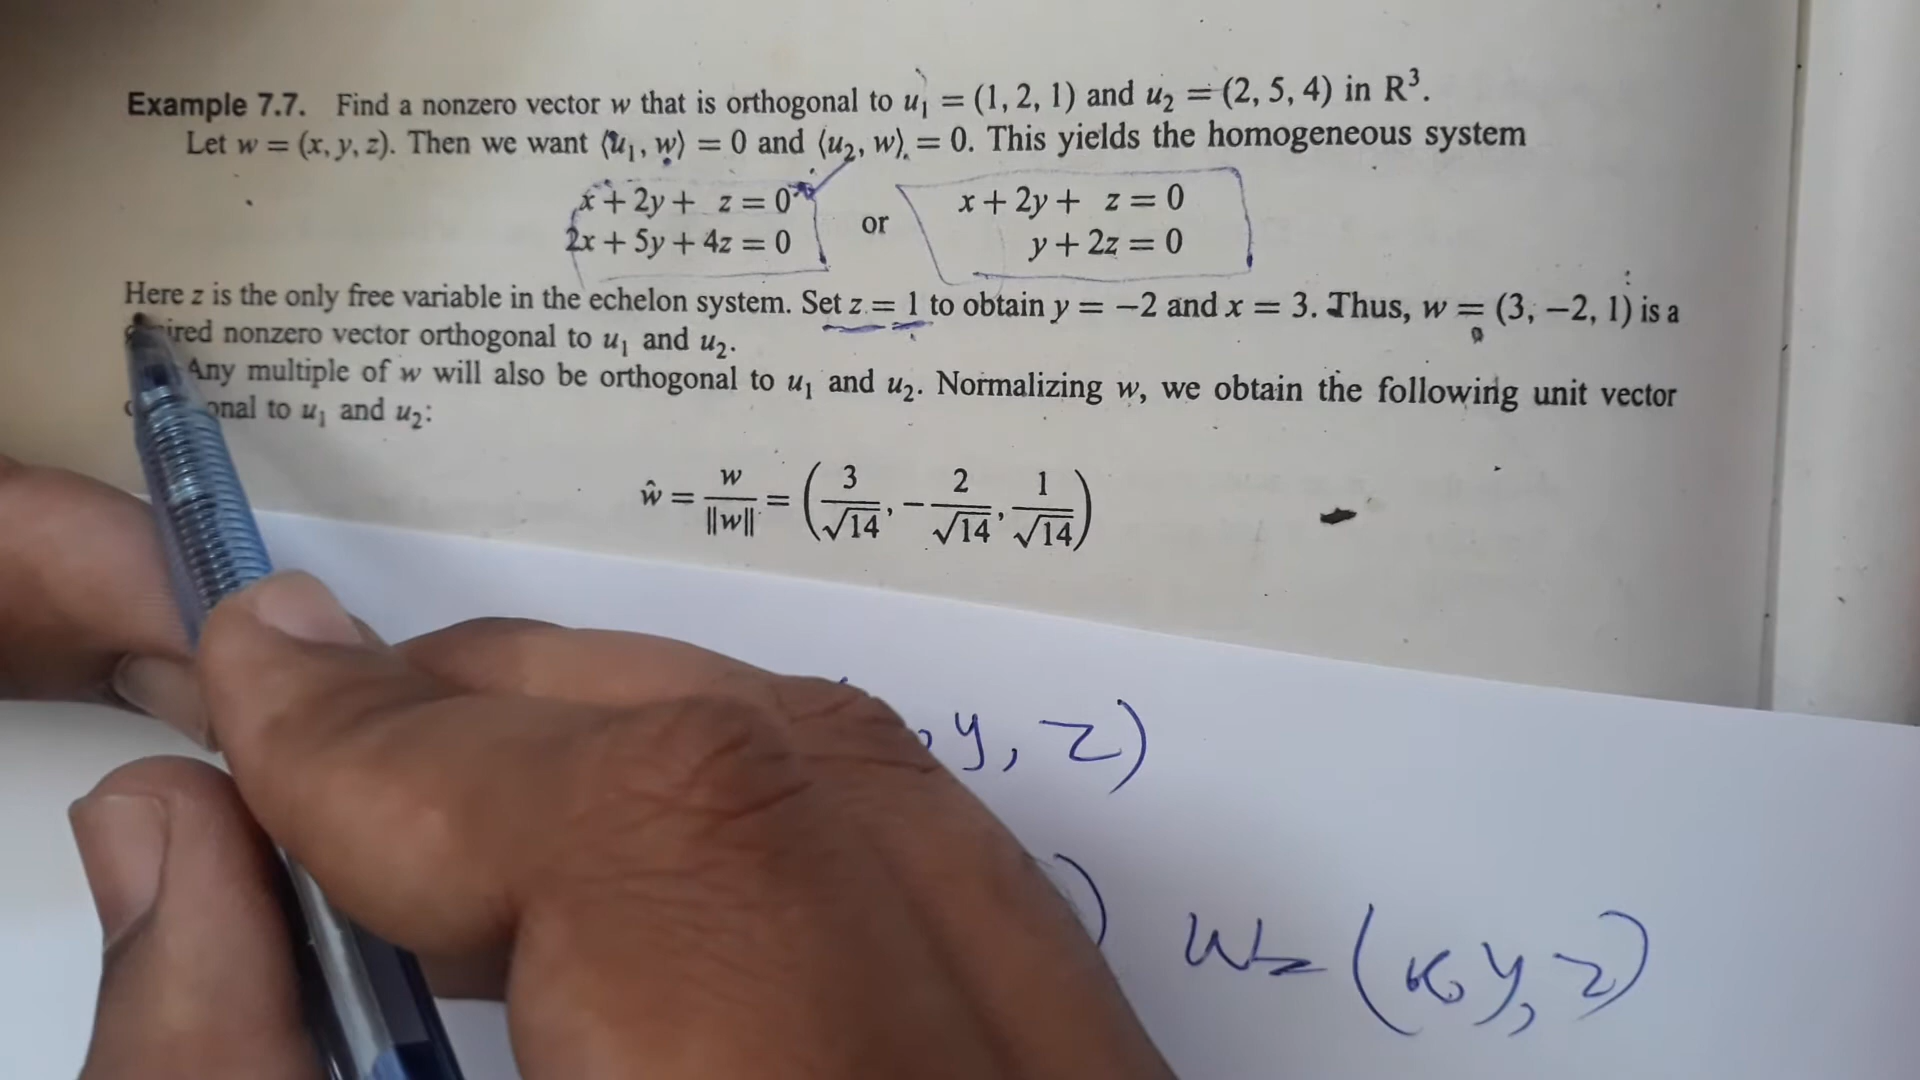 Example 7.7. Find a nonzero vector w that is orthogonal to u₁ = (1, 2, 1) and u₂ = (2, 5, 4) in R³.
Let w = (x, y, z). Then we want ⟨u₁, w⟩ = 0 and ⟨u₂, w⟩ = 0. This yields the homogeneous system
x + 2y + z = 0 or x + 2y + z = 0
2x + 5y + 4z = 0 y + 2z = 0
Here z is the only free variable in the echelon system. Set z = 1 to obtain y = −2 and x = 3. Thus, w = (3, −2, 1) is a
nonzero vector orthogonal to u₁ and u₂.
Any multiple of w will also be orthogonal to u₁ and u₂. Normalizing w, we obtain the following unit vector
to u₁ and u₂:
ŵ = w/‖w‖ = (3/√14, −2/√14, 1/√14)
y, z)
w = (x, y, z)